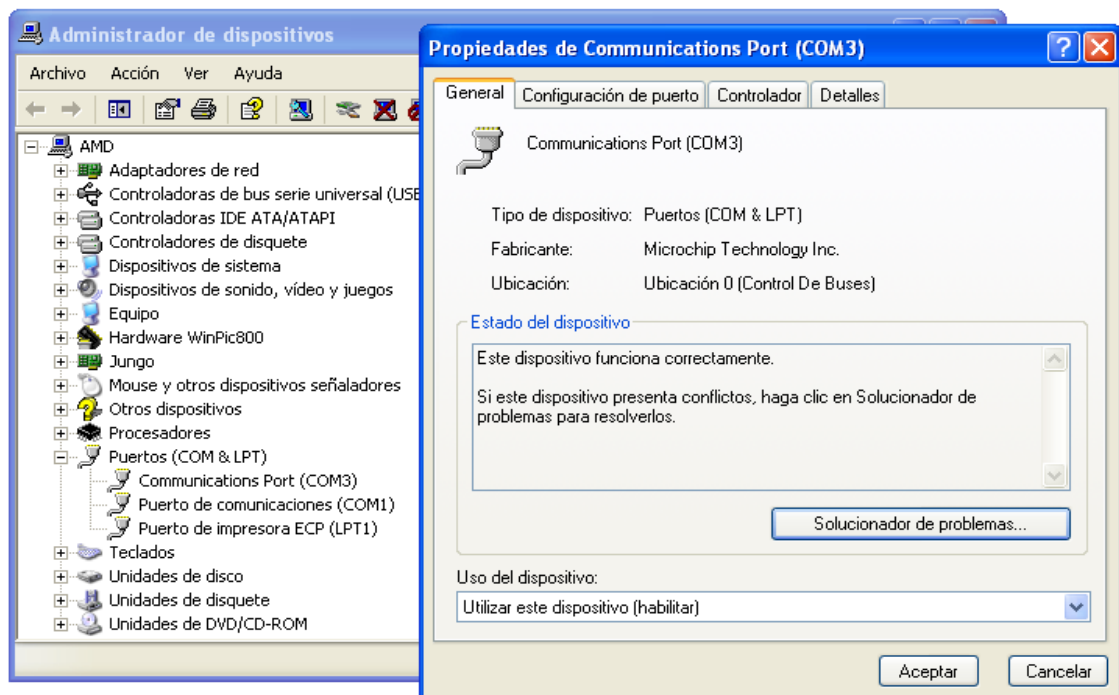 Administrador de dispositivos
Archivo Acción Ver Ayuda
AMD
Adaptadores de red
Controladoras de bus serie universal (USB
Controladoras IDE ATA/ATAPI
Controladores de disquete
Dispositivos de sistema
Dispositivos de sonido, vídeo y juegos
Equipo
Hardware WinPic800
Jungo
Mouse y otros dispositivos señaladores
Otros dispositivos
Procesadores
Puertos (COM & LPT)
Communications Port (COM3)
Puerto de comunicaciones (COM1)
Puerto de impresora ECP (LPT1)
Teclados
Unidades de disco
Unidades de disquete
Unidades de DVD/CD-ROM
Propiedades de Communications Port (COM3)
General Configuración de puerto Controlador Detalles
Communications Port (COM3)
Tipo de dispositivo: Puertos (COM & LPT)
Fabricante: Microchip Technology Inc.
Ubicación: Ubicación 0 (Control De Buses)
Estado del dispositivo
Este dispositivo funciona correctamente.
Si este dispositivo presenta conflictos, haga clic en Solucionador de
problemas para resolverlos.
Solucionador de problemas...
Uso del dispositivo:
Utilizar este dispositivo (habilitar)
Aceptar Cancelar